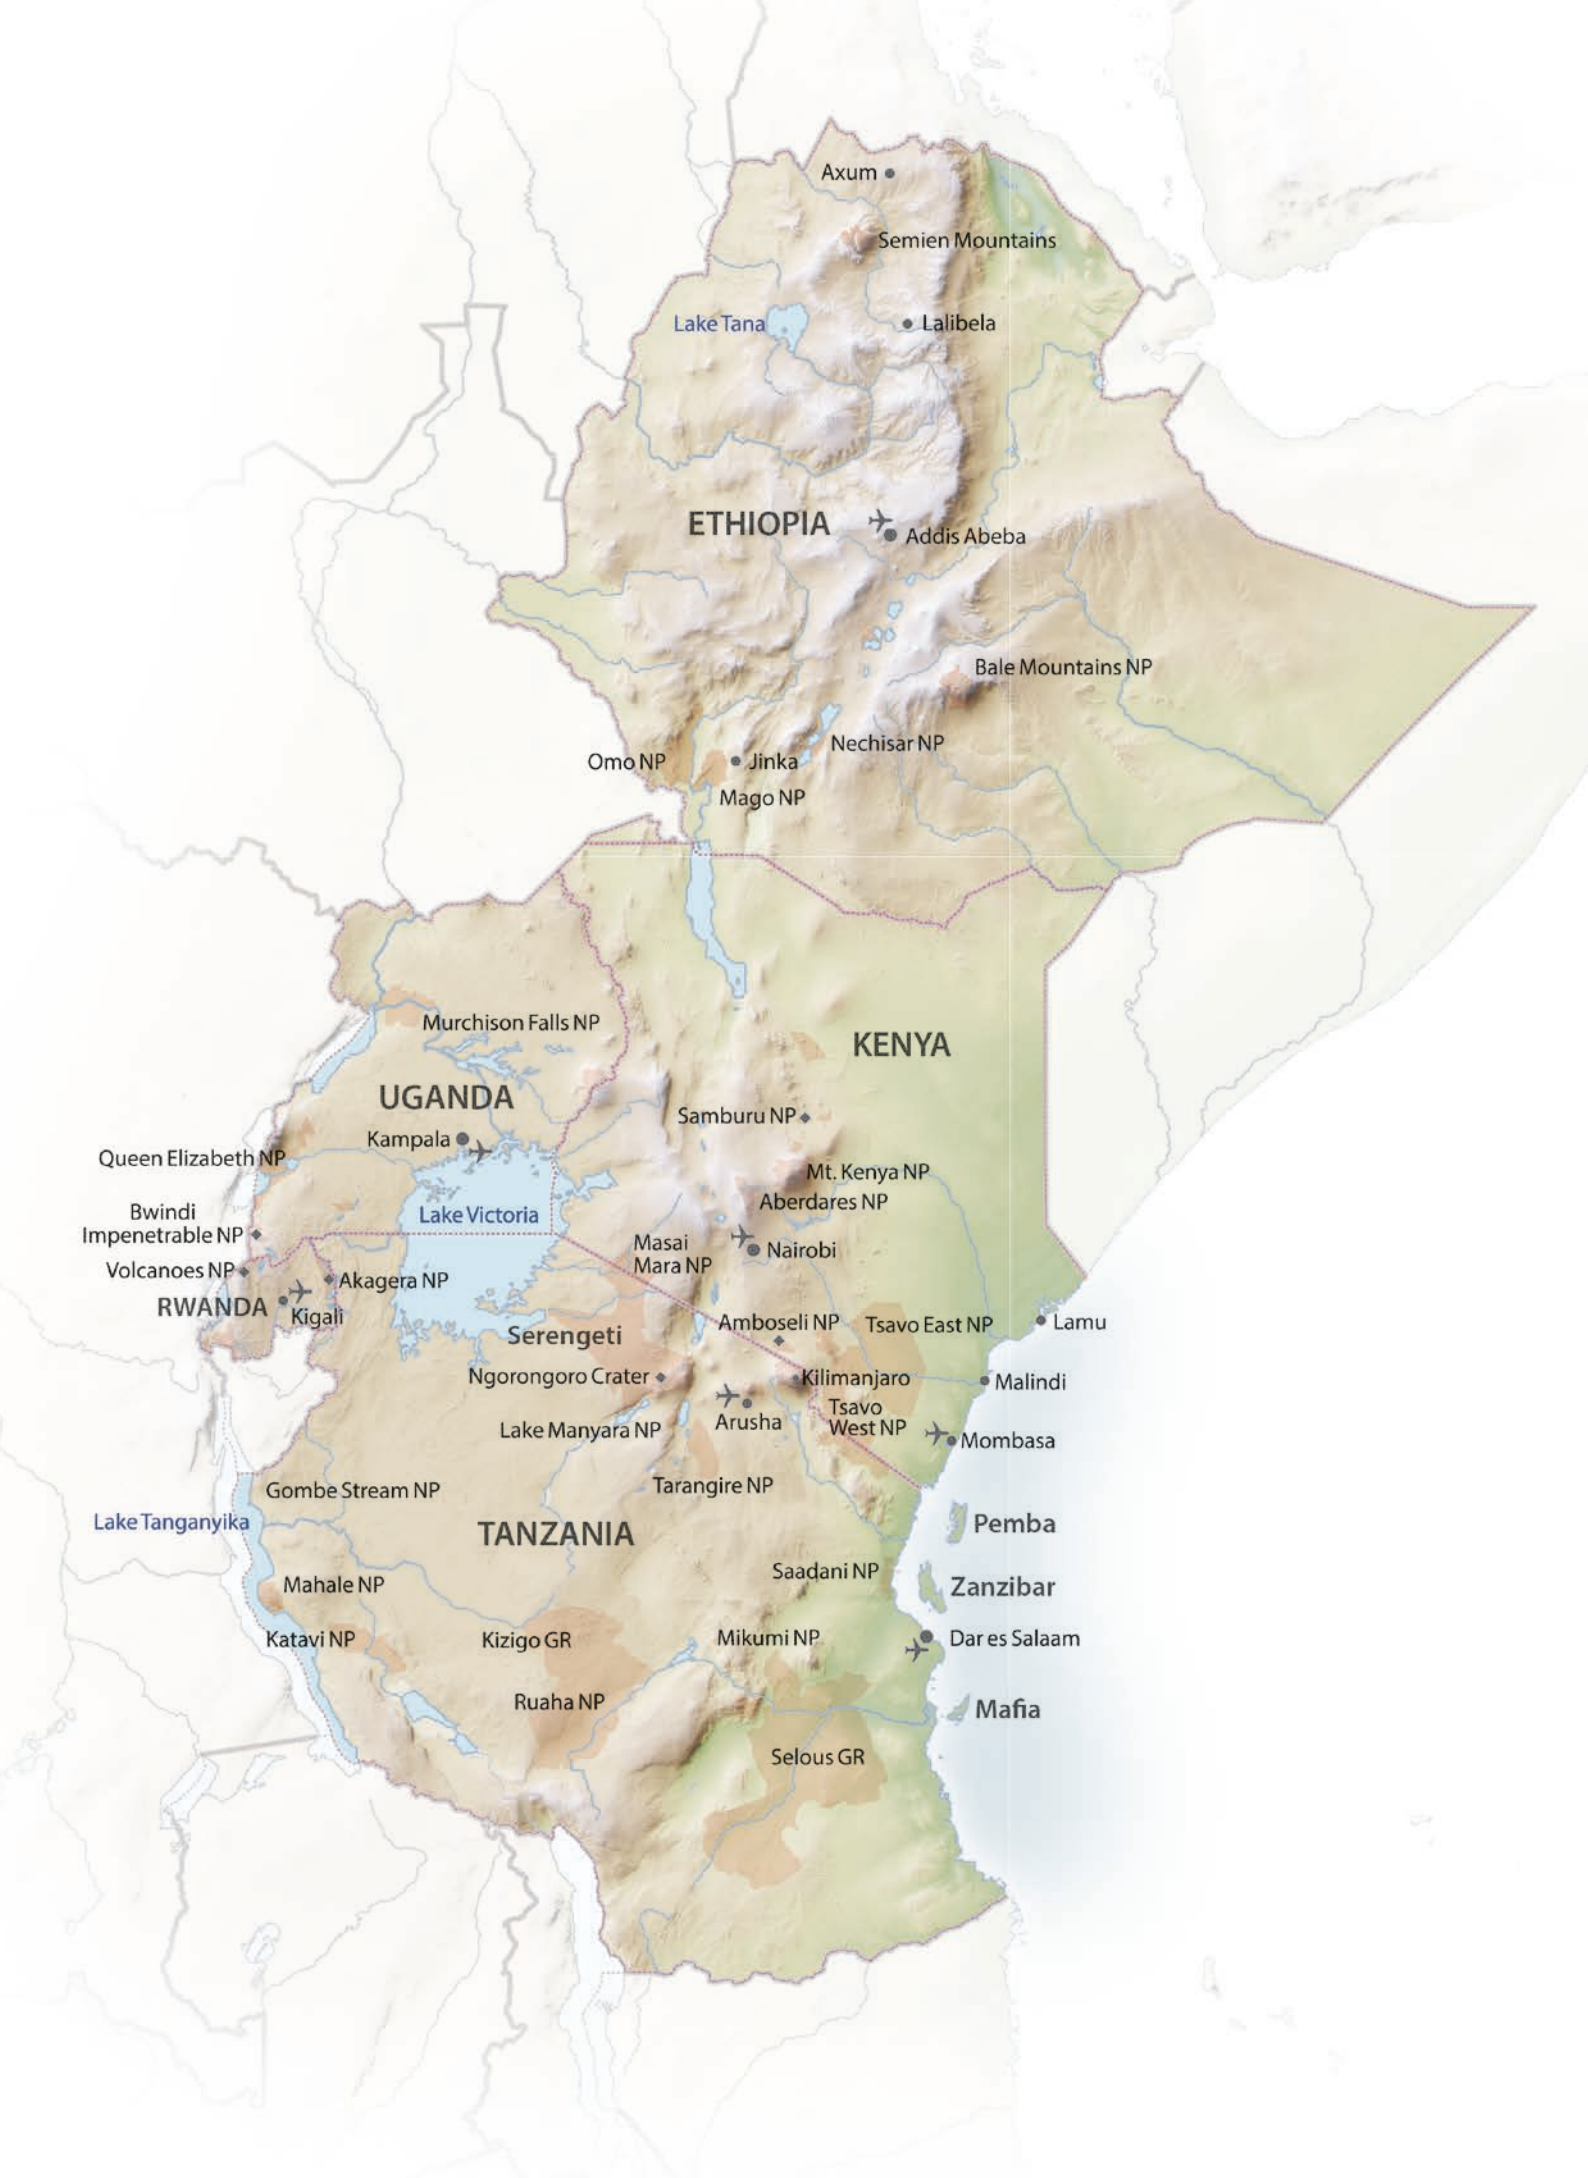 Axum
Semien Mountains
Lake Tana
Lalibela
ETHIOPIA
Addis Abeba
Bale Mountains NP
Nechisar NP
Omo NP
Jinka
Mago NP
Murchison Falls NP
KENYA
UGANDA
Samburu NP
Kampala
Queen Elizabeth NP
Mt. Kenya NP
Aberdares NP
Bwindi
Impenetrable NP
Lake Victoria
Masai
Mara NP
Nairobi
Volcanoes NP
Akagera NP
RWANDA
Kigali
Amboseli NP
Tsavo East NP
Lamu
Serengeti
Ngorongoro Crater
Kilimanjaro
Malindi
Tsavo
West NP
Arusha
Lake Manyara NP
Mombasa
Tarangire NP
Gombe Stream NP
Lake Tanganyika
TANZANIA
Pemba
Saadani NP
Zanzibar
Mahale NP
Katavi NP
Kizigo GR
Mikumi NP
Dar es Salaam
Ruaha NP
Mafia
Selous GR